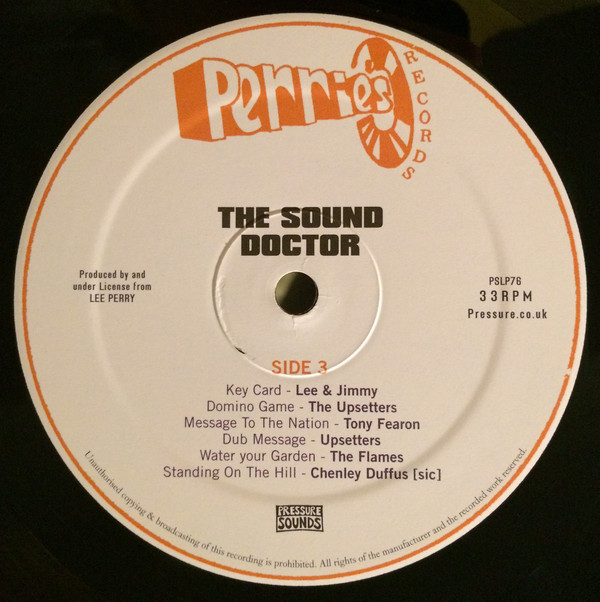 Perrie's
RECORDS
THE SOUND
DOCTOR
Produced by and
under License from
LEE PERRY
PSLP76
33RPM
Pressure.co.uk
SIDE 3
Key Card - Lee & Jimmy
Domino Game - The Upsetters
Message To The Nation - Tony Fearon
Dub Message - Upsetters
Water your Garden - The Flames
Standing On The Hill - Chenley Duffus [sic]
PRESSURE
SOUNDS
Unauthorised copying & broadcasting of this recording is prohibited. All rights of the manufacturer and the recorded work reserved.